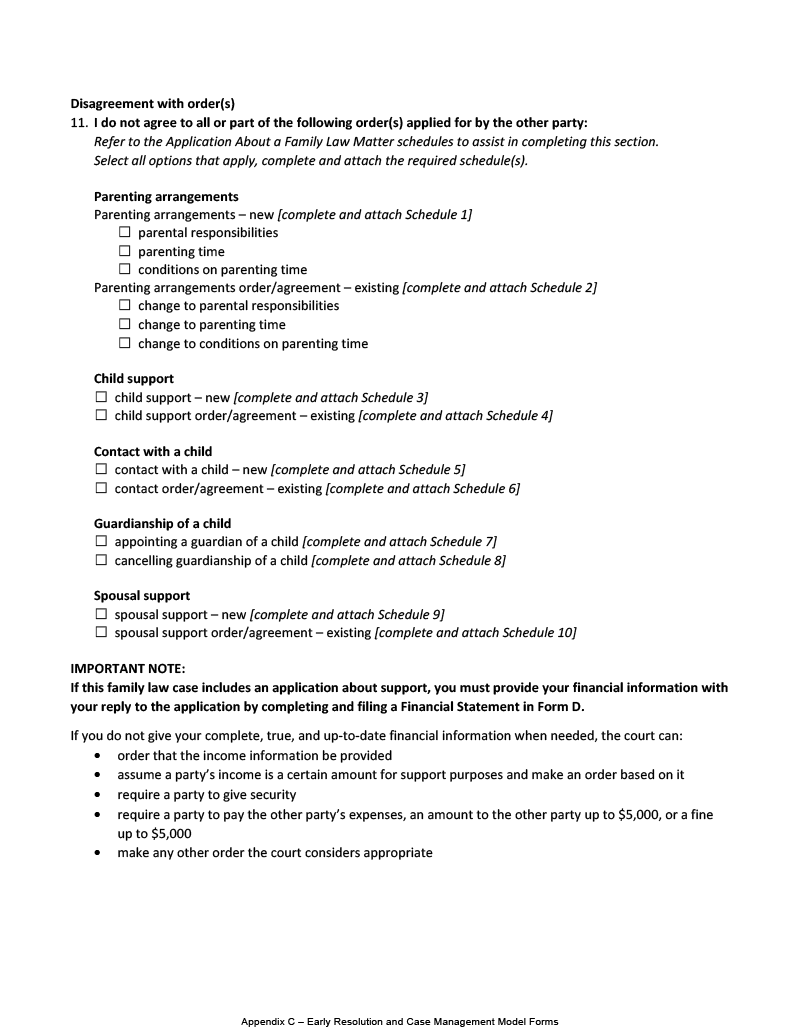 Disagreement with order(s)
11. I do not agree to all or part of the following order(s) applied for by the other party:
Refer to the Application About a Family Law Matter schedules to assist in completing this section.
Select all options that apply, complete and attach the required schedule(s).
Parenting arrangements
Parenting arrangements – new [complete and attach Schedule 1]
☐ parental responsibilities
☐ parenting time
☐ conditions on parenting time
Parenting arrangements order/agreement – existing [complete and attach Schedule 2]
☐ change to parental responsibilities
☐ change to parenting time
☐ change to conditions on parenting time
Child support
☐ child support – new [complete and attach Schedule 3]
☐ child support order/agreement – existing [complete and attach Schedule 4]
Contact with a child
☐ contact with a child – new [complete and attach Schedule 5]
☐ contact order/agreement – existing [complete and attach Schedule 6]
Guardianship of a child
☐ appointing a guardian of a child [complete and attach Schedule 7]
☐ cancelling guardianship of a child [complete and attach Schedule 8]
Spousal support
☐ spousal support – new [complete and attach Schedule 9]
☐ spousal support order/agreement – existing [complete and attach Schedule 10]
IMPORTANT NOTE:
If this family law case includes an application about support, you must provide your financial information with
your reply to the application by completing and filing a Financial Statement in Form D.
If you do not give your complete, true, and up-to-date financial information when needed, the court can:
• order that the income information be provided
• assume a party's income is a certain amount for support purposes and make an order based on it
• require a party to give security
• require a party to pay the other party's expenses, an amount to the other party up to $5,000, or a fine
up to $5,000
• make any other order the court considers appropriate
Appendix C – Early Resolution and Case Management Model Forms